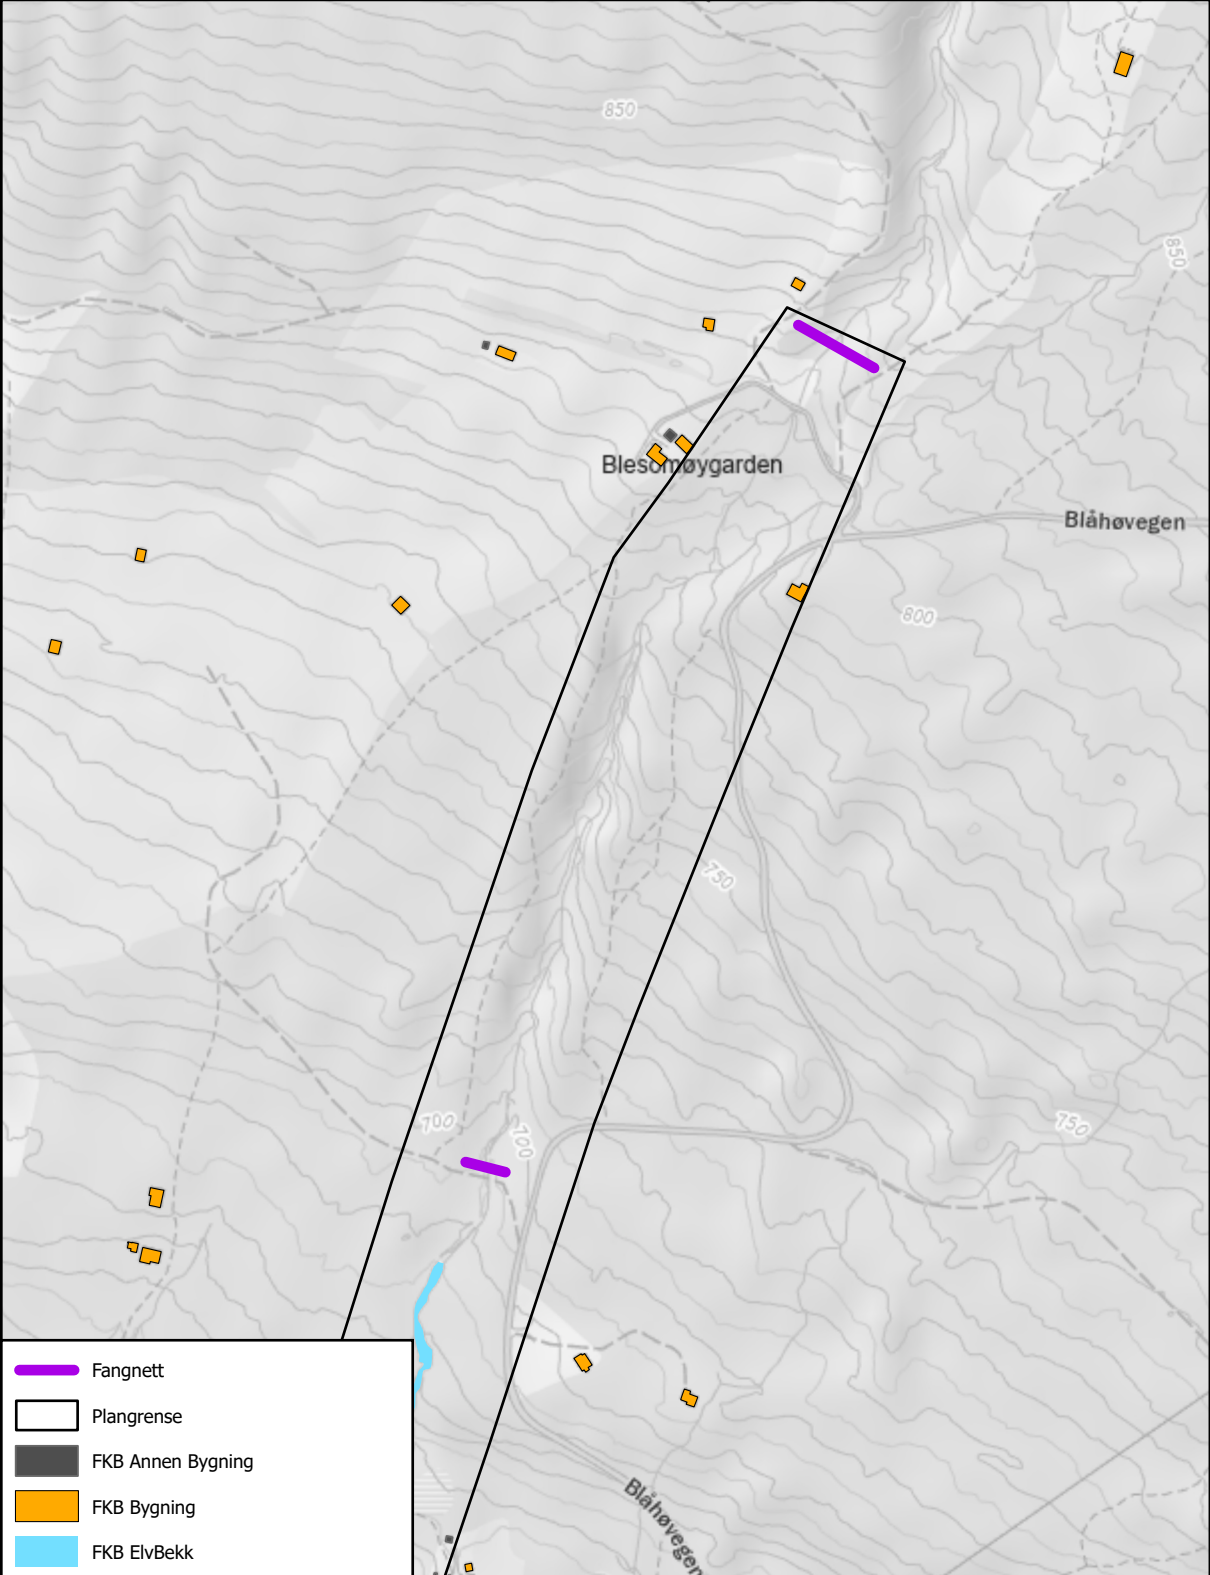 850
850
Blesomøygarden
Blåhøvegen
800
750
700
700
750
Blåhøvegen
Fangnett
Plangrense
FKB Annen Bygning
FKB Bygning
FKB ElvBekk